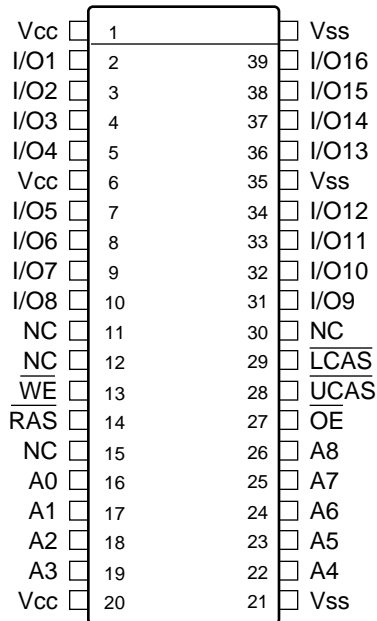 Vcc 1 Vss
I/O1 2 39 I/O16
I/O2 3 38 I/O15
I/O3 4 37 I/O14
I/O4 5 36 I/O13
Vcc 6 35 Vss
I/O5 7 34 I/O12
I/O6 8 33 I/O11
I/O7 9 32 I/O10
I/O8 10 31 I/O9
NC 11 30 NC
NC 12 29 LCAS
WE 13 28 UCAS
RAS 14 27 OE
NC 15 26 A8
A0 16 25 A7
A1 17 24 A6
A2 18 23 A5
A3 19 22 A4
Vcc 20 21 Vss